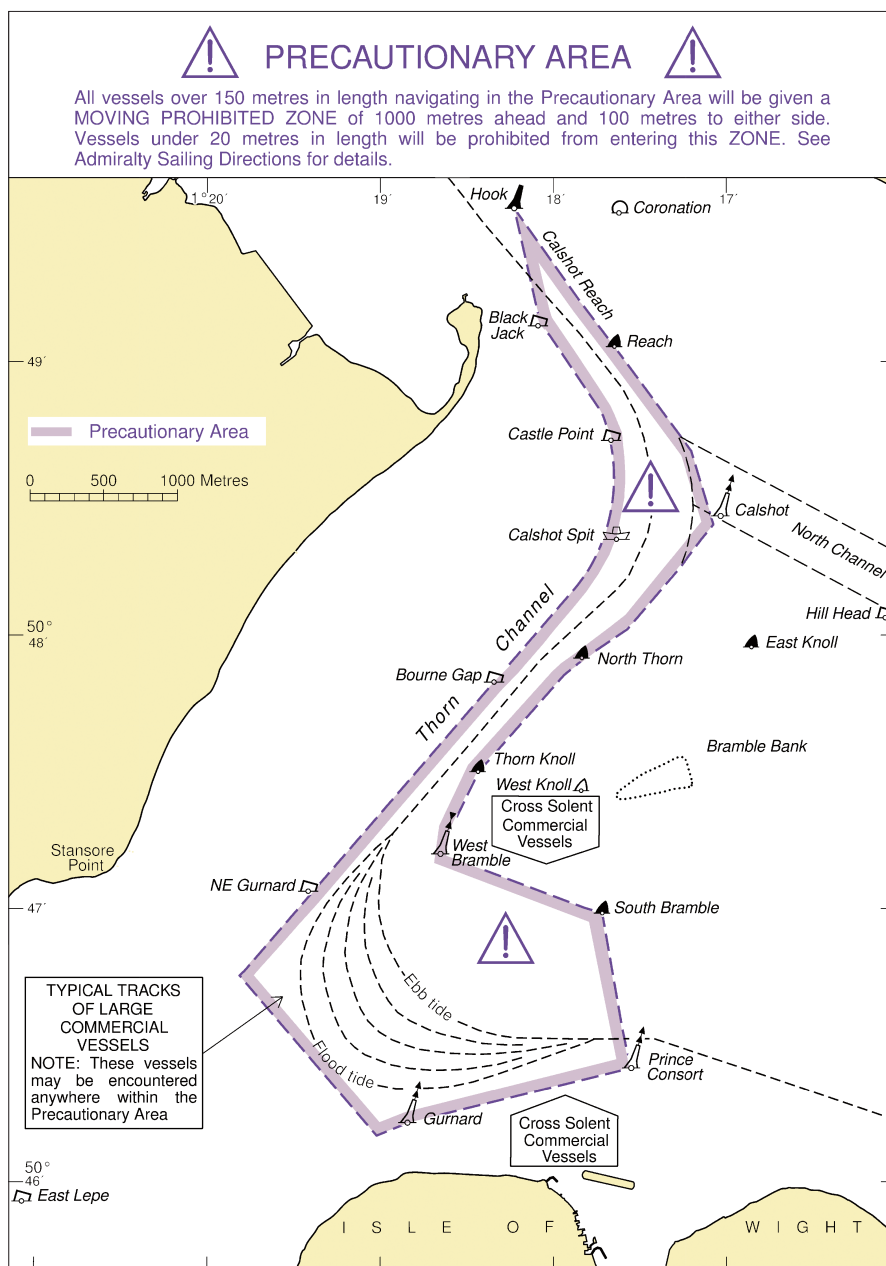 PRECAUTIONARY AREA
All vessels over 150 metres in length navigating in the Precautionary Area will be given a
MOVING PROHIBITED ZONE of 1000 metres ahead and 100 metres to either side.
Vessels under 20 metres in length will be prohibited from entering this ZONE. See
Admiralty Sailing Directions for details.
1°20´
19´
18´
17´
Hook
Coronation
Calshot Reach
Black
Jack
Reach
49´
Precautionary Area
Castle Point
0 500 1000 Metres
Calshot
Calshot Spit
North Channel
Hill Head
50°
48´
East Knoll
North Thorn
Bourne Gap
Thorn Channel
Bramble Bank
Thorn Knoll
West Knoll
Cross Solent
Commercial
Vessels
West
Bramble
Stansore
Point
NE Gurnard
47´
South Bramble
Ebb tide
Flood tide
TYPICAL TRACKS
OF LARGE
COMMERCIAL
VESSELS
NOTE: These vessels
may be encountered
anywhere within the
Precautionary Area
Prince
Consort
Gurnard
Cross Solent
Commercial
Vessels
50°
46´
East Lepe
ISLE OF WIGHT